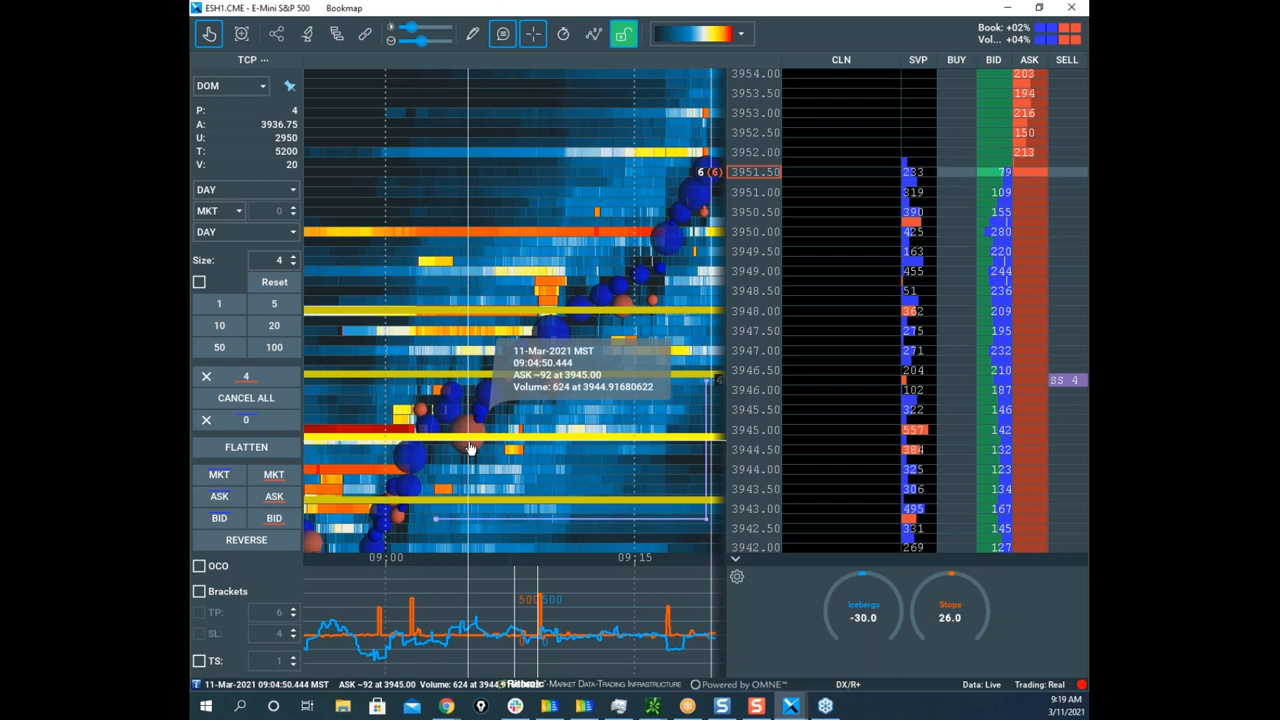 ESH1.CME - E-Mini S&P 500 Bookmap
Book: +02%
Vol... +04%
TCP ...
CLN SVP BUY BID ASK SELL
DOM
P: 4
A: 3936.75
U: 2950
T: 5200
V: 20
DAY
MKT 0
DAY
Size: 4
Reset
1 5
10 20
50 100
4
CANCEL ALL
0
FLATTEN
MKT MKT
ASK ASK
BID BID
REVERSE
OCO
Brackets
TP: 6
SL: 4
TS: 1
6 (6)
11-Mar-2021 MST
09:04:50.444
ASK ~92 at 3945.00
Volume: 624 at 3944.91680622
09:00 09:15
3954.00 203
3953.50 194
3953.00 216
3952.50 150
3952.00 213
3951.50 233 79
3951.00 319 109
3950.50 390 155
3950.00 425 280
3949.50 163 220
3949.00 455 244
3948.50 51 236
3948.00 362 209
3947.50 275 195
3947.00 271 232
3946.50 204 210
3946.00 102 187 SS 4
3945.50 322 146
3945.00 557 142
3944.50 384 132
3944.00 325 123
3943.50 306 134
3943.00 495 167
3942.50 331 145
3942.00 269 127
500 500
Icebergs
-30.0
Stops
26.0
11-Mar-2021 09:04:50.444 MST ASK ~92 at 3945.00 Volume: 624 at
MARKET DATA-TRADING INFRASTRUCTURE
Powered by OMNE™
DX/R+
Data: Live Trading: Real
9:19 AM
3/11/2021